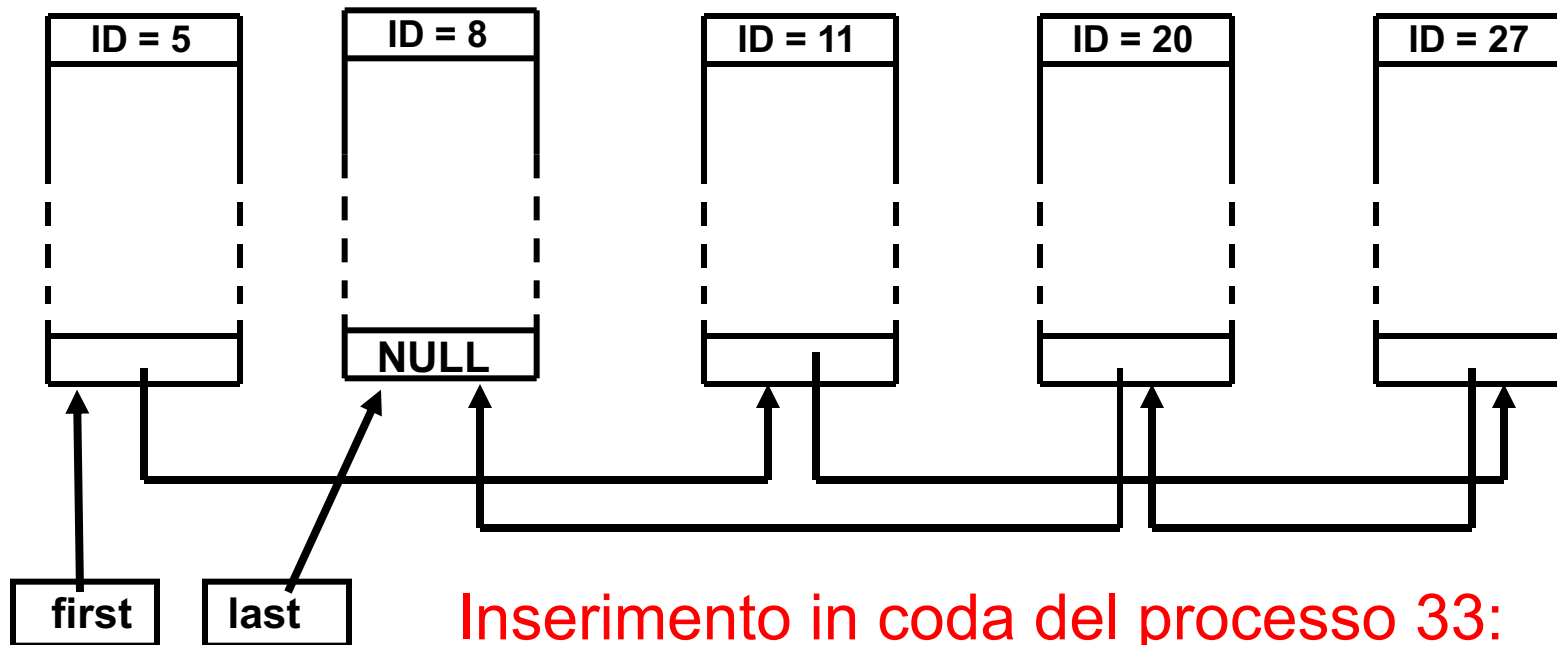 ID = 5
ID = 8
ID = 11
ID = 20
ID = 27
NULL
first
last
Inserimento in coda del processo 33: